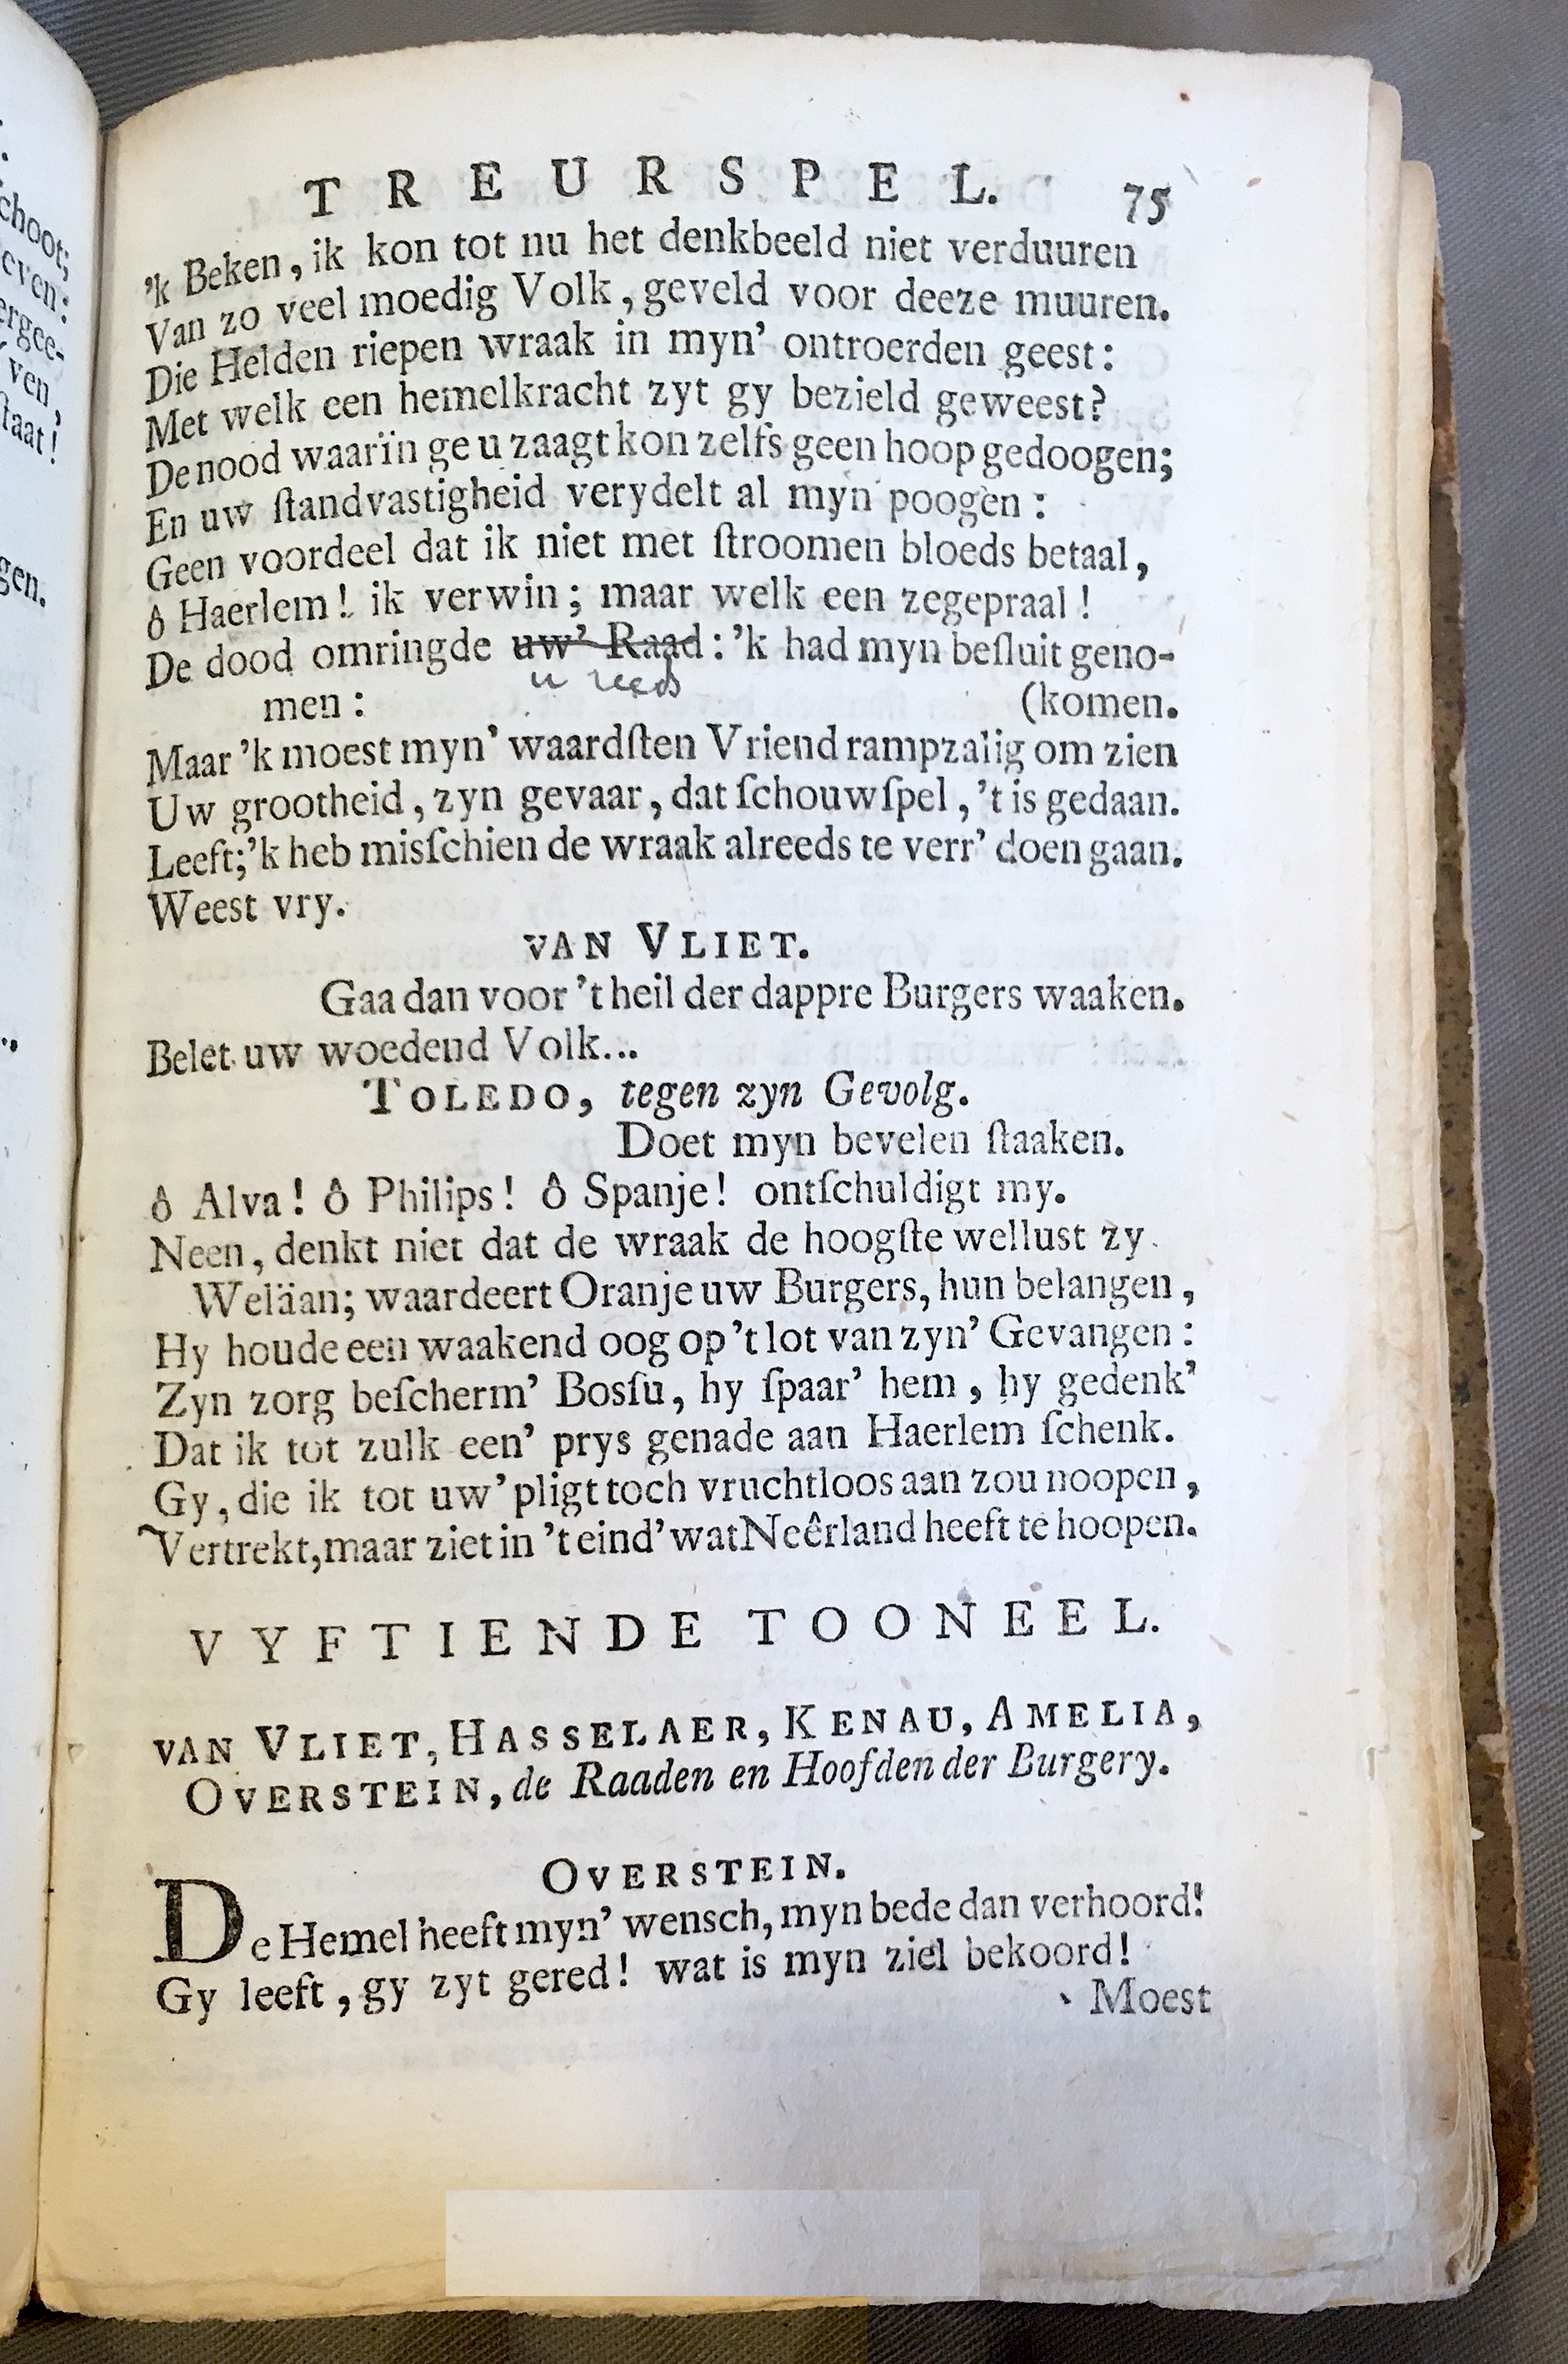 choot;
even:
ergee-
ven,
ſtaat!
gen.
TREURSPEL. 75
'k Beken, ik kon tot nu het denkbeeld niet verduuren
Van zo veel moedig Volk, geveld voor deeze muuren.
Die Helden riepen wraak in myn' ontroerden geest:
Met welk een hemelkracht zyt gy bezield geweest?
De nood waarïn ge u zaagt kon zelfs geen hoop gedoogen;
En uw ſtandvastigheid verydelt al myn poogen:
Geen voordeel dat ik niet met ſtroomen bloeds betaal,
ô Haerlem! ik verwin; maar welk een zegepraal!
De dood omringde uw' Raad: 'k had myn beſluit geno-
u reeds
men: (komen.
Maar 'k moest myn' waardſten Vriend rampzalig om zien
Uw grootheid, zyn gevaar, dat ſchouwſpel, 't is gedaan.
Leeft; 'k heb misſchien de wraak alreeds te verr' doen gaan.
Weest vry.
VAN VLIET.
Gaa dan voor 't heil der dappre Burgers waaken.
Belet uw woedend Volk...
TOLEDO, tegen zyn Gevolg.
Doet myn bevelen ſtaaken.
ô Alva! ô Philips! ô Spanje! ontſchuldigt my.
Neen, denkt niet dat de wraak de hoogſte wellust zy.
Weläan; waardeert Oranje uw Burgers, hun belangen,
Hy houde een waakend oog op 't lot van zyn' Gevangen:
Zyn zorg beſcherm' Bosſu, hy ſpaar' hem, hy gedenk'
Dat ik tot zulk een' prys genade aan Haerlem ſchenk.
Gy, die ik tot uw' pligt toch vruchtloos aan zou noopen,
Vertrekt, maar ziet in 't eind' wat Neêrland heeft te hoopen.
VYFTIENDE TOONEEL.
VAN VLIET, HASSELAER, KENAU, AMELIA,
OVERSTEIN, de Raaden en Hoofden der Burgery.
OVERSTEIN.
De Hemel heeft myn' wensch, myn bede dan verhoord!
Gy leeft, gy zyt gered! wat is myn ziel bekoord!
Moest